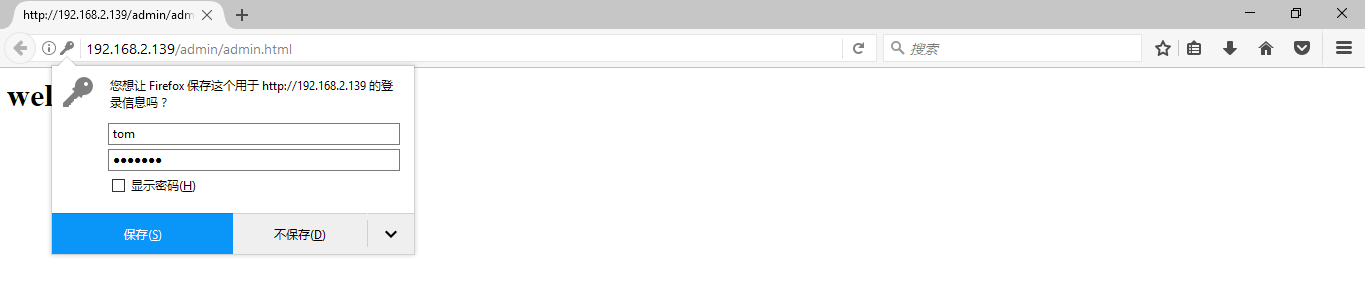 http://192.168.2.139/admin/adm
192.168.2.139/admin/admin.html
搜索
wel
您想让 Firefox 保存这个用于 http://192.168.2.139 的登
录信息吗？
tom
●●●●●●●
显示密码(H)
保存(S)
不保存(D)